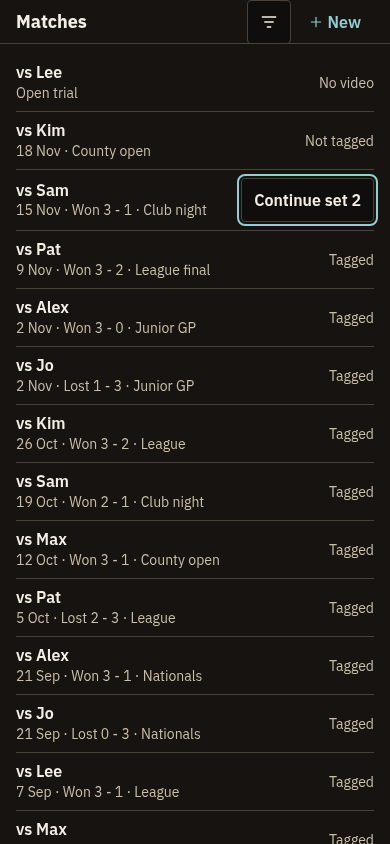 Matches
+ New
vs Lee
Open trial
No video
vs Kim
18 Nov · County open
Not tagged
vs Sam
15 Nov · Won 3 - 1 · Club night
Continue set 2
vs Pat
9 Nov · Won 3 - 2 · League final
Tagged
vs Alex
2 Nov · Won 3 - 0 · Junior GP
Tagged
vs Jo
2 Nov · Lost 1 - 3 · Junior GP
Tagged
vs Kim
26 Oct · Won 3 - 2 · League
Tagged
vs Sam
19 Oct · Won 2 - 1 · Club night
Tagged
vs Max
12 Oct · Won 3 - 1 · County open
Tagged
vs Pat
5 Oct · Lost 2 - 3 · League
Tagged
vs Alex
21 Sep · Won 3 - 1 · Nationals
Tagged
vs Jo
21 Sep · Lost 0 - 3 · Nationals
Tagged
vs Lee
7 Sep · Won 3 - 1 · League
Tagged
vs Max
Tagged